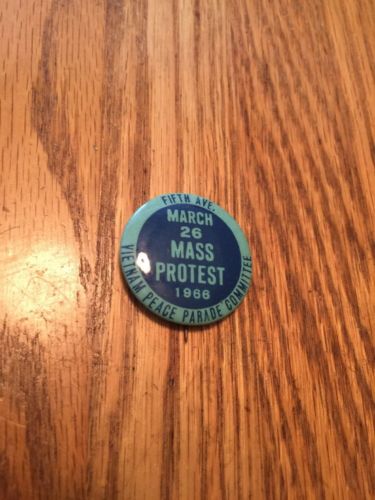 FIFTH AVE.
MARCH
26
MASS
PROTEST
1966
VIETNAM PEACE PARADE COMMITTEE